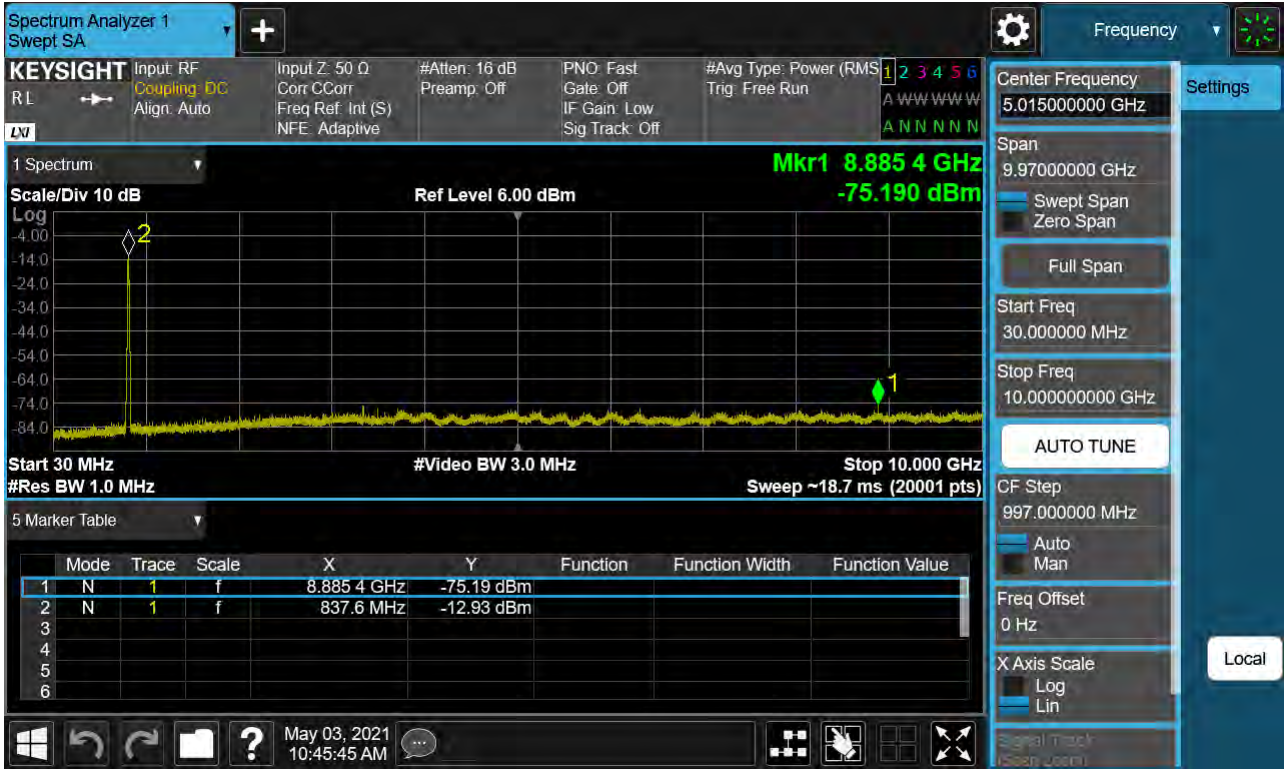 Spectrum Analyzer 1
Swept SA
+
Frequency
KEYSIGHT
RL
LXI
Input: RF
Coupling: DC
Align: Auto
Input Z: 50 Ω
Corr CCorr
Freq Ref: Int (S)
NFE: Adaptive
#Atten: 16 dB
Preamp: Off
PNO: Fast
Gate: Off
IF Gain: Low
Sig Track: Off
#Avg Type: Power (RMS
Trig: Free Run
1 2 3 4 5 6
A W W W W W
A N N N N N
1 Spectrum
Mkr1 8.885 4 GHz
Scale/Div 10 dB
Ref Level 6.00 dBm
-75.190 dBm
Log
-4.00
-14.0
-24.0
-34.0
-44.0
-54.0
-64.0
-74.0
-84.0
2
1
Start 30 MHz
#Video BW 3.0 MHz
Stop 10.000 GHz
#Res BW 1.0 MHz
Sweep ~18.7 ms (20001 pts)
5 Marker Table
Mode Trace Scale X Y Function Function Width Function Value
1 N 1 f 8.885 4 GHz -75.19 dBm
2 N 1 f 837.6 MHz -12.93 dBm
3
4
5
6
?
May 03, 2021
10:45:45 AM
Center Frequency
5.015000000 GHz
Settings
Span
9.97000000 GHz
Swept Span
Zero Span
Full Span
Start Freq
30.000000 MHz
Stop Freq
10.000000000 GHz
AUTO TUNE
CF Step
997.000000 MHz
Auto
Man
Freq Offset
0 Hz
X Axis Scale
Log
Lin
Local
Signal Track
(Span Zoom)